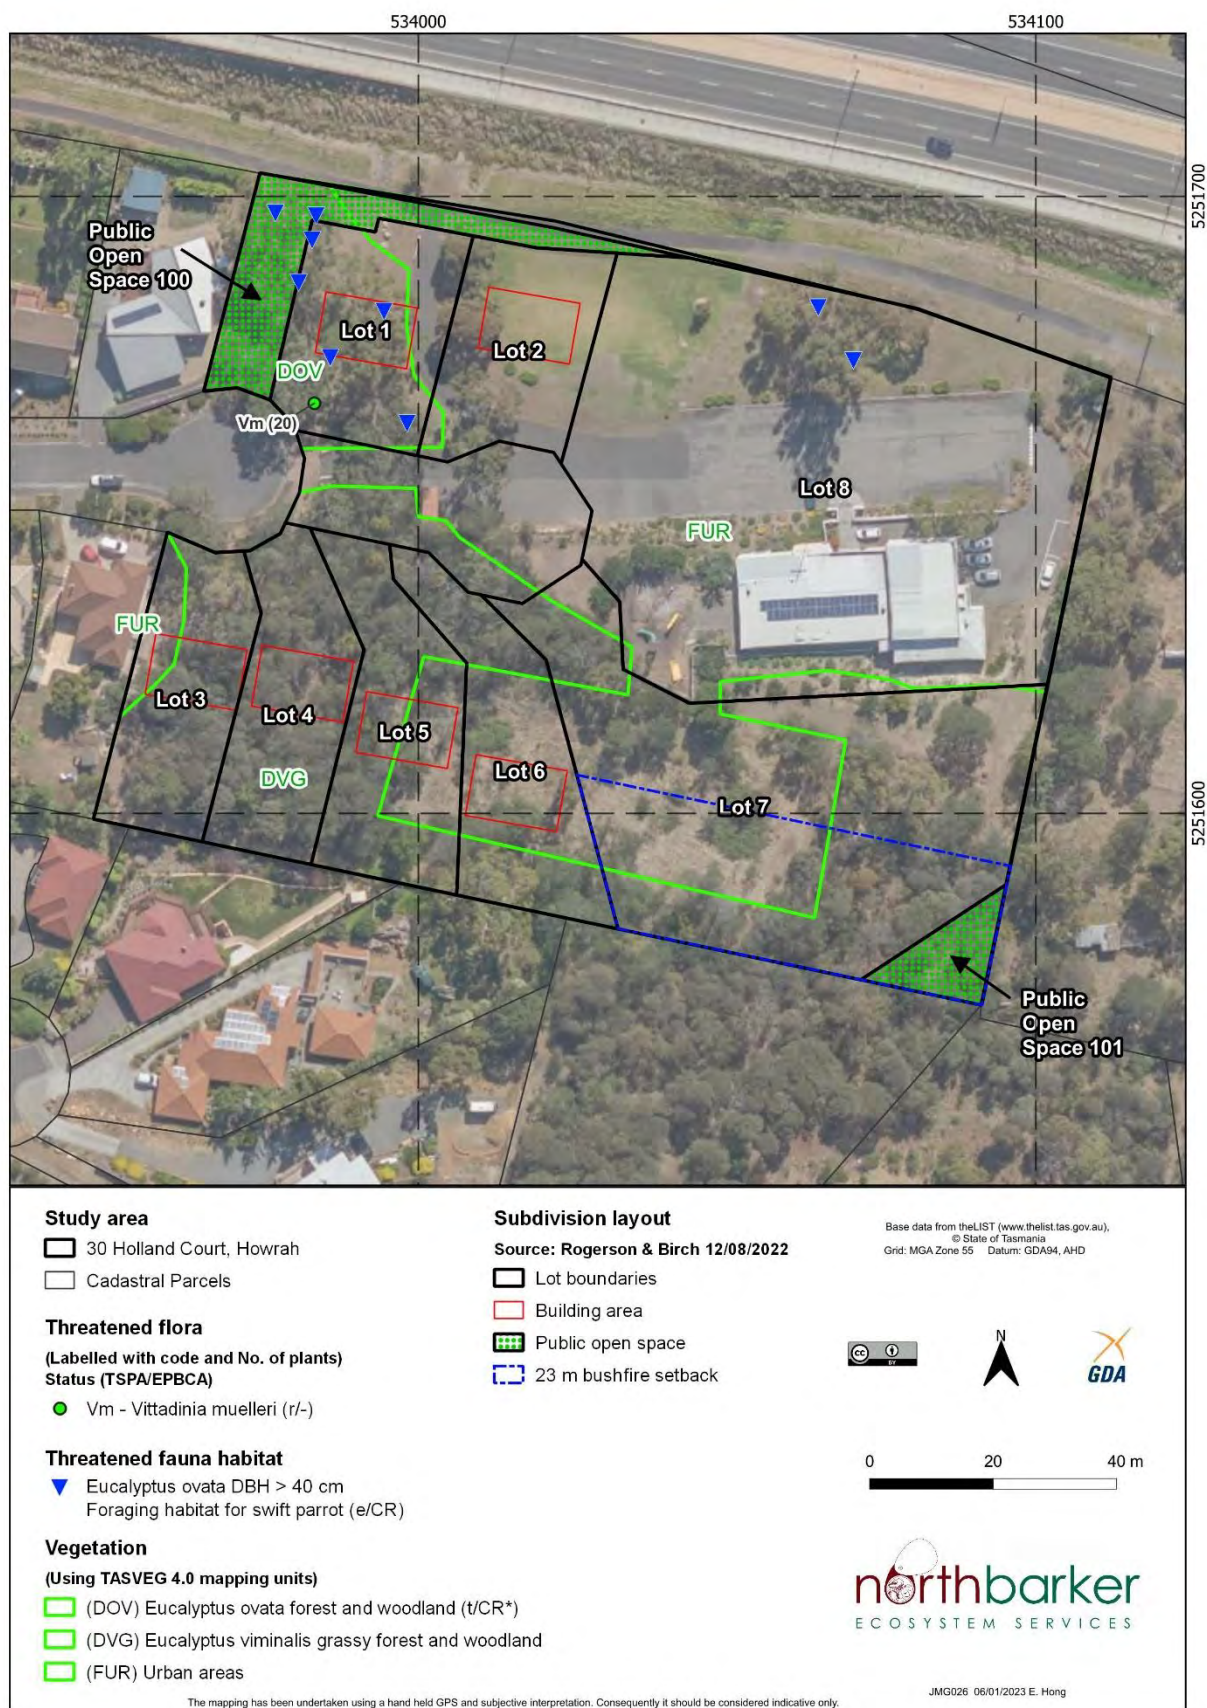 534000
534100
5251700
Public
Open
Space 100
Lot 1
Lot 2
DOV
Vm (20)
Lot 8
FUR
FUR
Lot 3
Lot 4
Lot 5
DVG
Lot 6
Lot 7
5251600
Public
Open
Space 101
Study area
30 Holland Court, Howrah
Cadastral Parcels
Threatened flora
(Labelled with code and No. of plants)
Status (TSPA/EPBCA)
Vm - Vittadinia muelleri (r/-)
Threatened fauna habitat
Eucalyptus ovata DBH > 40 cm
Foraging habitat for swift parrot (e/CR)
Vegetation
(Using TASVEG 4.0 mapping units)
(DOV) Eucalyptus ovata forest and woodland (t/CR*)
(DVG) Eucalyptus viminalis grassy forest and woodland
(FUR) Urban areas
Subdivision layout
Source: Rogerson & Birch 12/08/2022
Lot boundaries
Building area
Public open space
23 m bushfire setback
Base data from theLIST (www.thelist.tas.gov.au),
© State of Tasmania
Grid: MGA Zone 55 Datum: GDA94, AHD
cc
BY
N
GDA
0 20 40 m
northbarker
ECOSYSTEM SERVICES
JMG026 06/01/2023 E. Hong
The mapping has been undertaken using a hand held GPS and subjective interpretation. Consequently it should be considered indicative only.